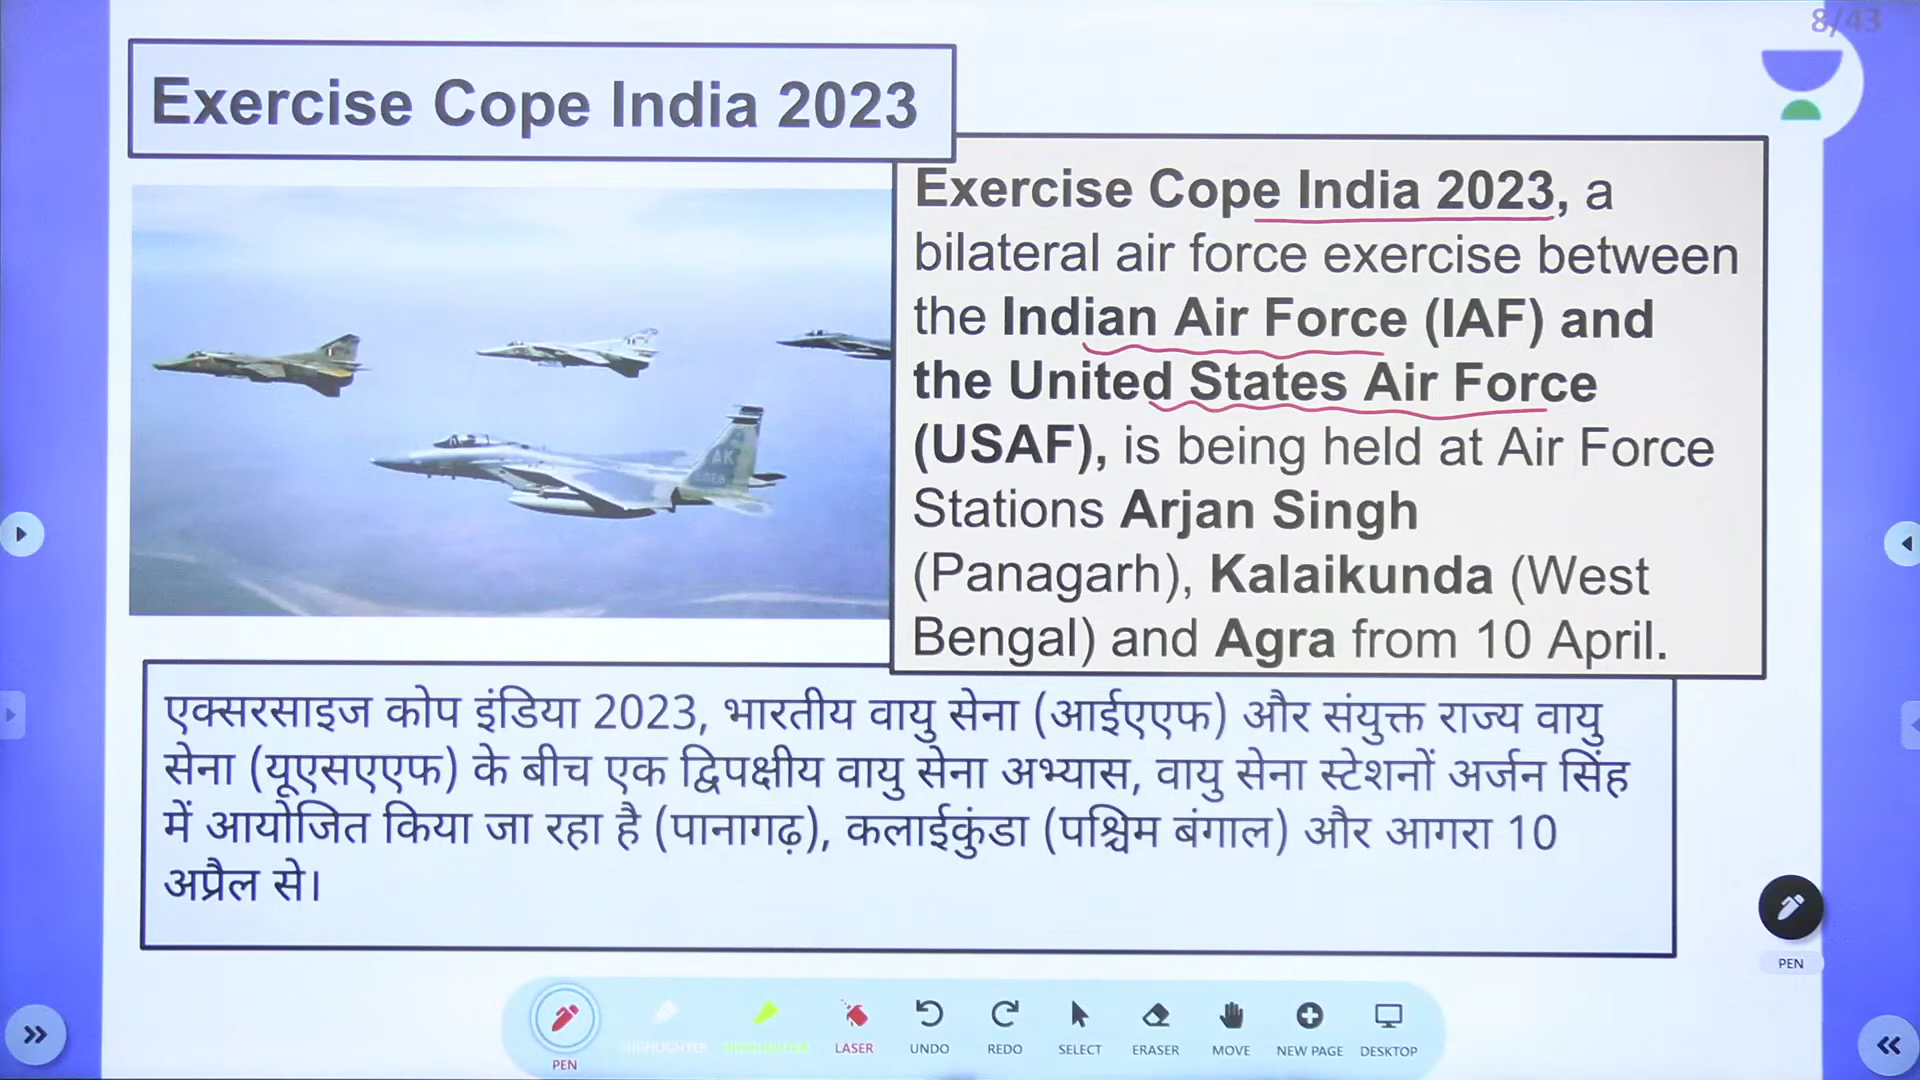 8/43
Exercise Cope India 2023
Exercise Cope India 2023, a
bilateral air force exercise between
the Indian Air Force (IAF) and
the United States Air Force
(USAF), is being held at Air Force
Stations Arjan Singh
(Panagarh), Kalaikunda (West
Bengal) and Agra from 10 April.
AK
एक्सरसाइज कोप इंडिया 2023, भारतीय वायु सेना (आईएएफ) और संयुक्त राज्य वायु
सेना (यूएसएएफ) के बीच एक द्विपक्षीय वायु सेना अभ्यास, वायु सेना स्टेशनों अर्जन सिंह
में आयोजित किया जा रहा है (पानागढ़), कलाईकुंडा (पश्चिम बंगाल) और आगरा 10
अप्रैल से।
PEN
PEN HIGHLIGHTER HIGHLIGHTER LASER UNDO REDO SELECT ERASER MOVE NEW PAGE DESKTOP